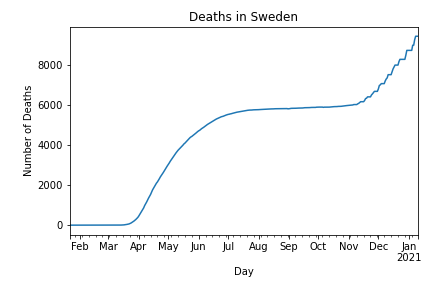 Deaths in Sweden
Number of Deaths
8000
6000
4000
2000
0
Feb Mar Apr May Jun Jul Aug Sep Oct Nov Dec Jan
2021
Day